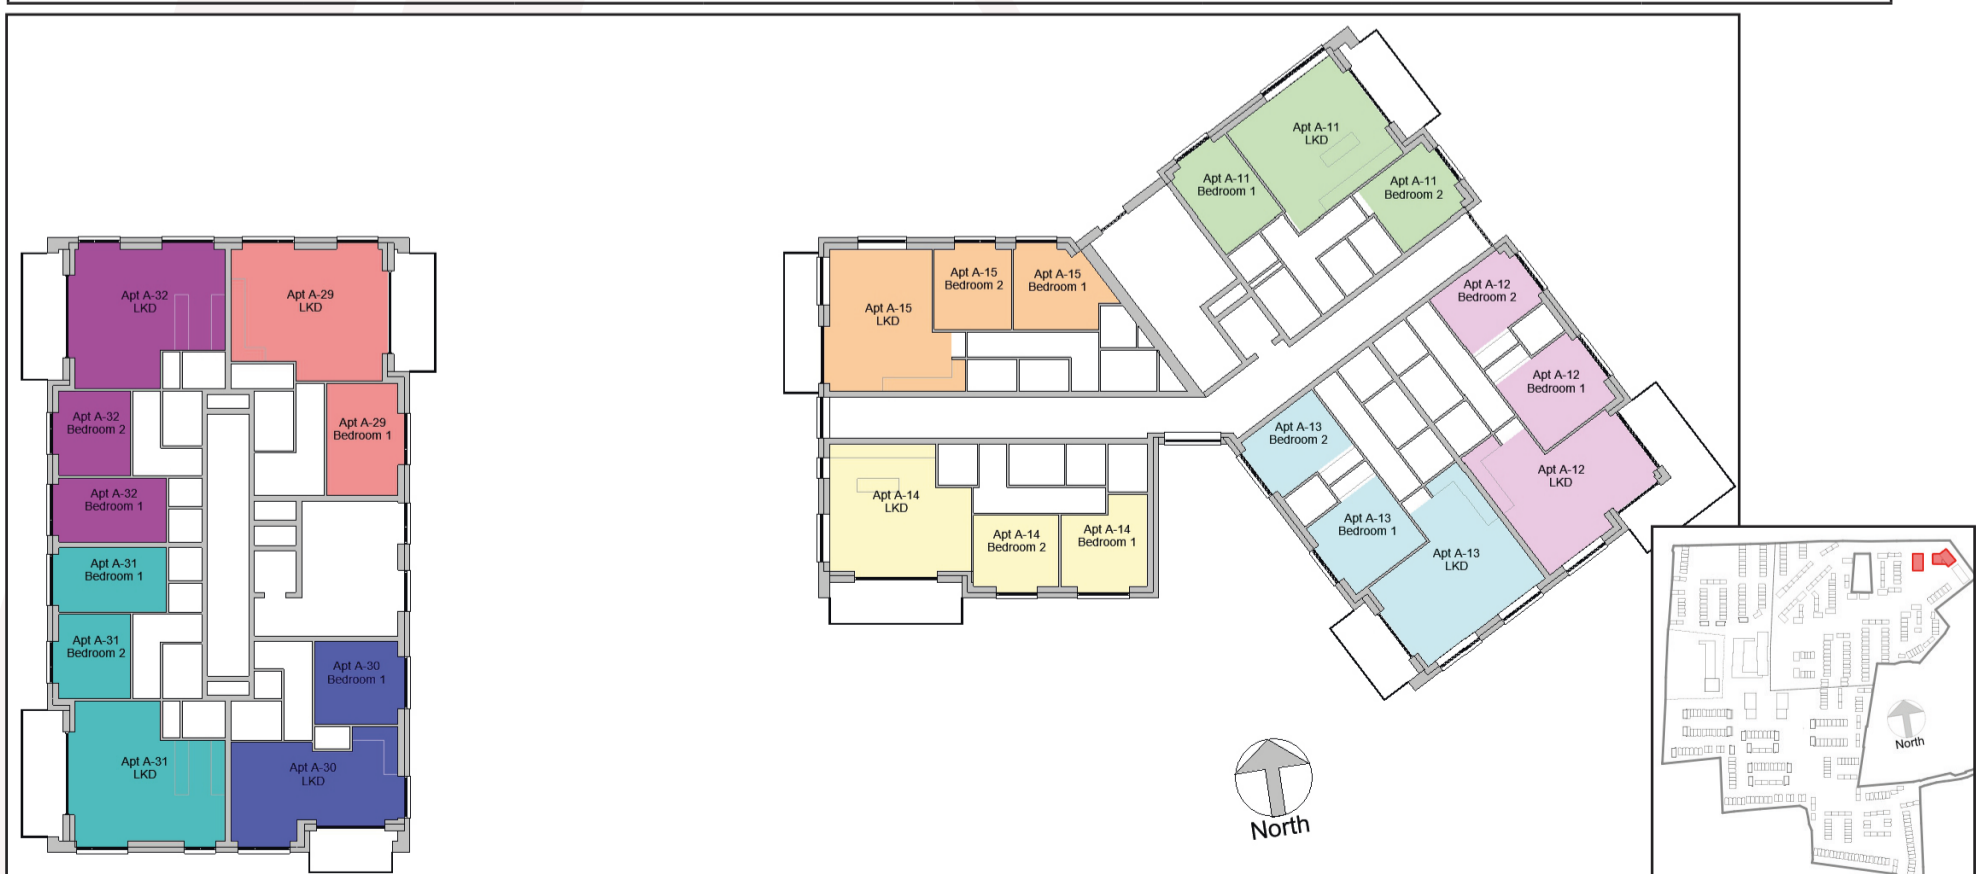 Apt A-11
LKD
Apt A-11
Bedroom 1
Apt A-11
Bedroom 2
Apt A-32
LKD
Apt A-29
LKD
Apt A-15
LKD
Apt A-15
Bedroom 2
Apt A-15
Bedroom 1
Apt A-12
Bedroom 2
Apt A-12
Bedroom 1
Apt A-12
LKD
Apt A-32
Bedroom 2
Apt A-29
Bedroom 1
Apt A-32
Bedroom 1
Apt A-31
Bedroom 1
Apt A-31
Bedroom 2
Apt A-31
LKD
Apt A-30
Bedroom 1
Apt A-30
LKD
Apt A-14
LKD
Apt A-14
Bedroom 2
Apt A-14
Bedroom 1
Apt A-13
Bedroom 2
Apt A-13
Bedroom 1
Apt A-13
LKD
North
North